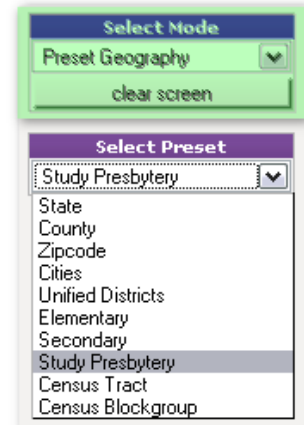 Select Mode
Preset Geography
clear screen
Select Preset
Study Presbytery
State
County
Zipcode
Cities
Unified Districts
Elementary
Secondary
Study Presbytery
Census Tract
Census Blockgroup